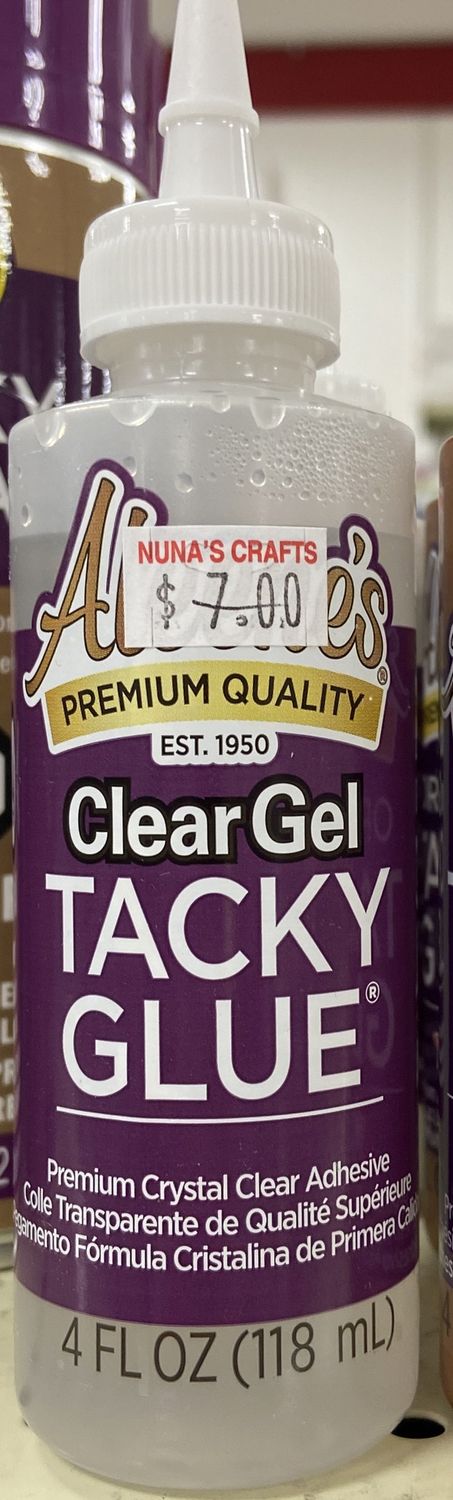 NUNA'S CRAFTS
$ 7.00
PREMIUM QUALITY
EST. 1950
Clear Gel
TACKY
GLUE®
Premium Crystal Clear Adhesive
Colle Transparente de Qualité Supérieure
Fórmula Cristalina de Primera
4 FL OZ (118 mL)